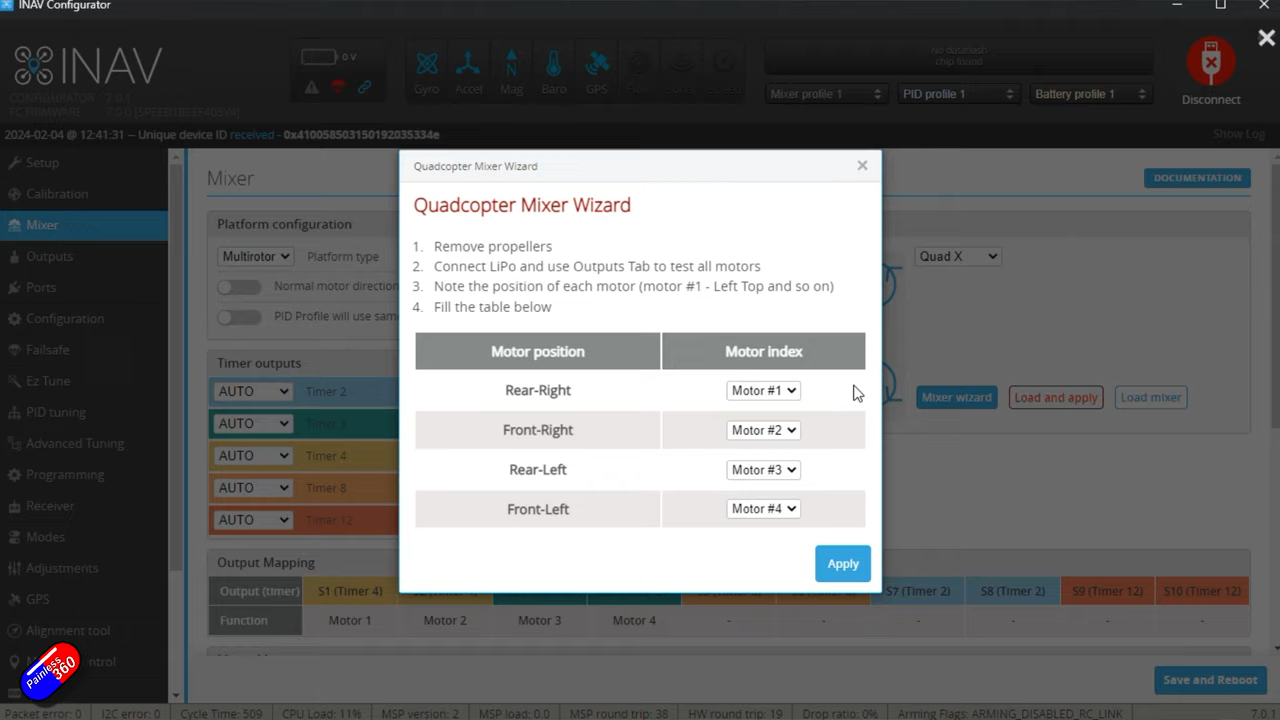 INAV Configurator
INAV
CONFIGURATOR 7.0.1
0 V
Gyro Accel Mag Baro GPS
No dataflash
chip found
Mixer profile 1 PID profile 1 Battery profile 1
Disconnect
2024-02-04 @ 12:41:31 -- Unique device ID received - 0x4100585031501920353​34e
Show Log
Setup
Calibration
Mixer
Outputs
Ports
Configuration
Failsafe
Ez Tune
PID tuning
Advanced Tuning
Programming
Receiver
Modes
Adjustments
GPS
Alignment tool
Mixer
DOCUMENTATION
Platform configuration
Multirotor Platform type
Normal motor direction
PID Profile will use same
Timer outputs
AUTO Timer 2
AUTO Timer 3
AUTO Timer 4
AUTO Timer 8
AUTO Timer 12
Quadcopter Mixer Wizard
Quadcopter Mixer Wizard
1. Remove propellers
2. Connect LiPo and use Outputs Tab to test all motors
3. Note the position of each motor (motor #1 - Left Top and so on)
4. Fill the table below
Motor position Motor index
Rear-Right Motor #1
Front-Right Motor #2
Rear-Left Motor #3
Front-Left Motor #4
Apply
Quad X
Mixer wizard Load and apply Load mixer
Output Mapping
Output (timer) S1 (Timer 4) S7 (Timer 2) S8 (Timer 2) S9 (Timer 12) S10 (Timer 12)
Function Motor 1 Motor 2 Motor 3 Motor 4 - - - - - -
Save and Reboot
Painless
360
Packet error: 0 I2C error: 0 Cycle Time: 509 CPU Load: 11% MSP version: 2 MSP load: 0.0 MSP round trip: 38 HW round trip: 19 Drop ratio: 0% Arming Flags: ARMING_DISABLED_RC_LINK 7.0.1